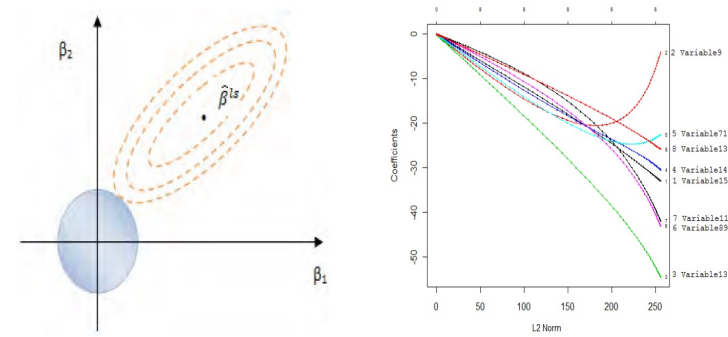 β₂
β̂ˡˢ
β₁
8 8 8 8 8 8
0
-10
-20
-30
-40
-50
Coefficients
0 50 100 150 200 250
L2 Norm
2 Variable9
5 Variable71
8 Variable13
4 Variable14
1 Variable15
7 Variable11
6 Variable89
3 Variable13